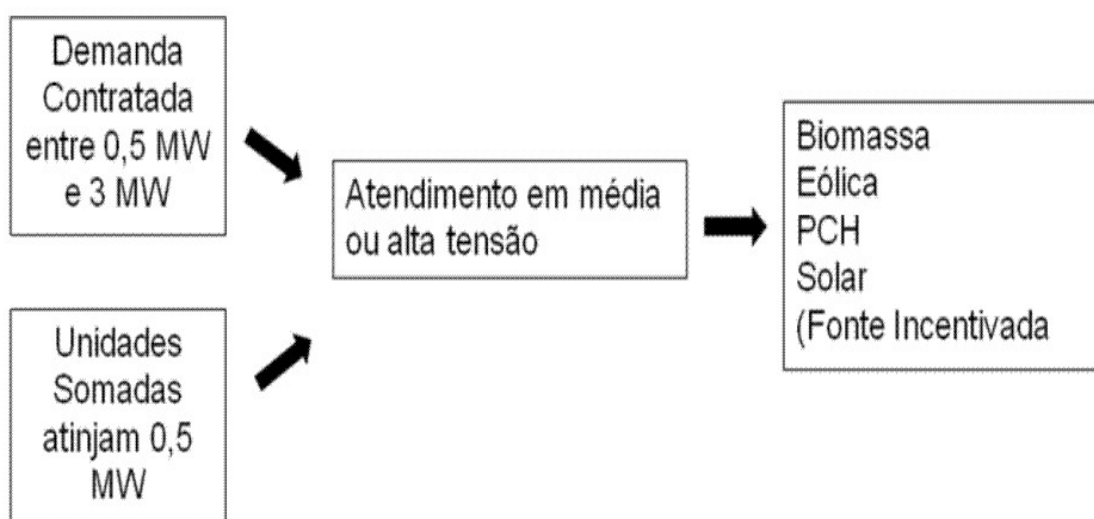 Demanda
Contratada
entre 0,5 MW
e 3 MW
Unidades
Somadas
atinjam 0,5
MW
Atendimento em média
ou alta tensão
Biomassa
Eólica
PCH
Solar
(Fonte Incentivada